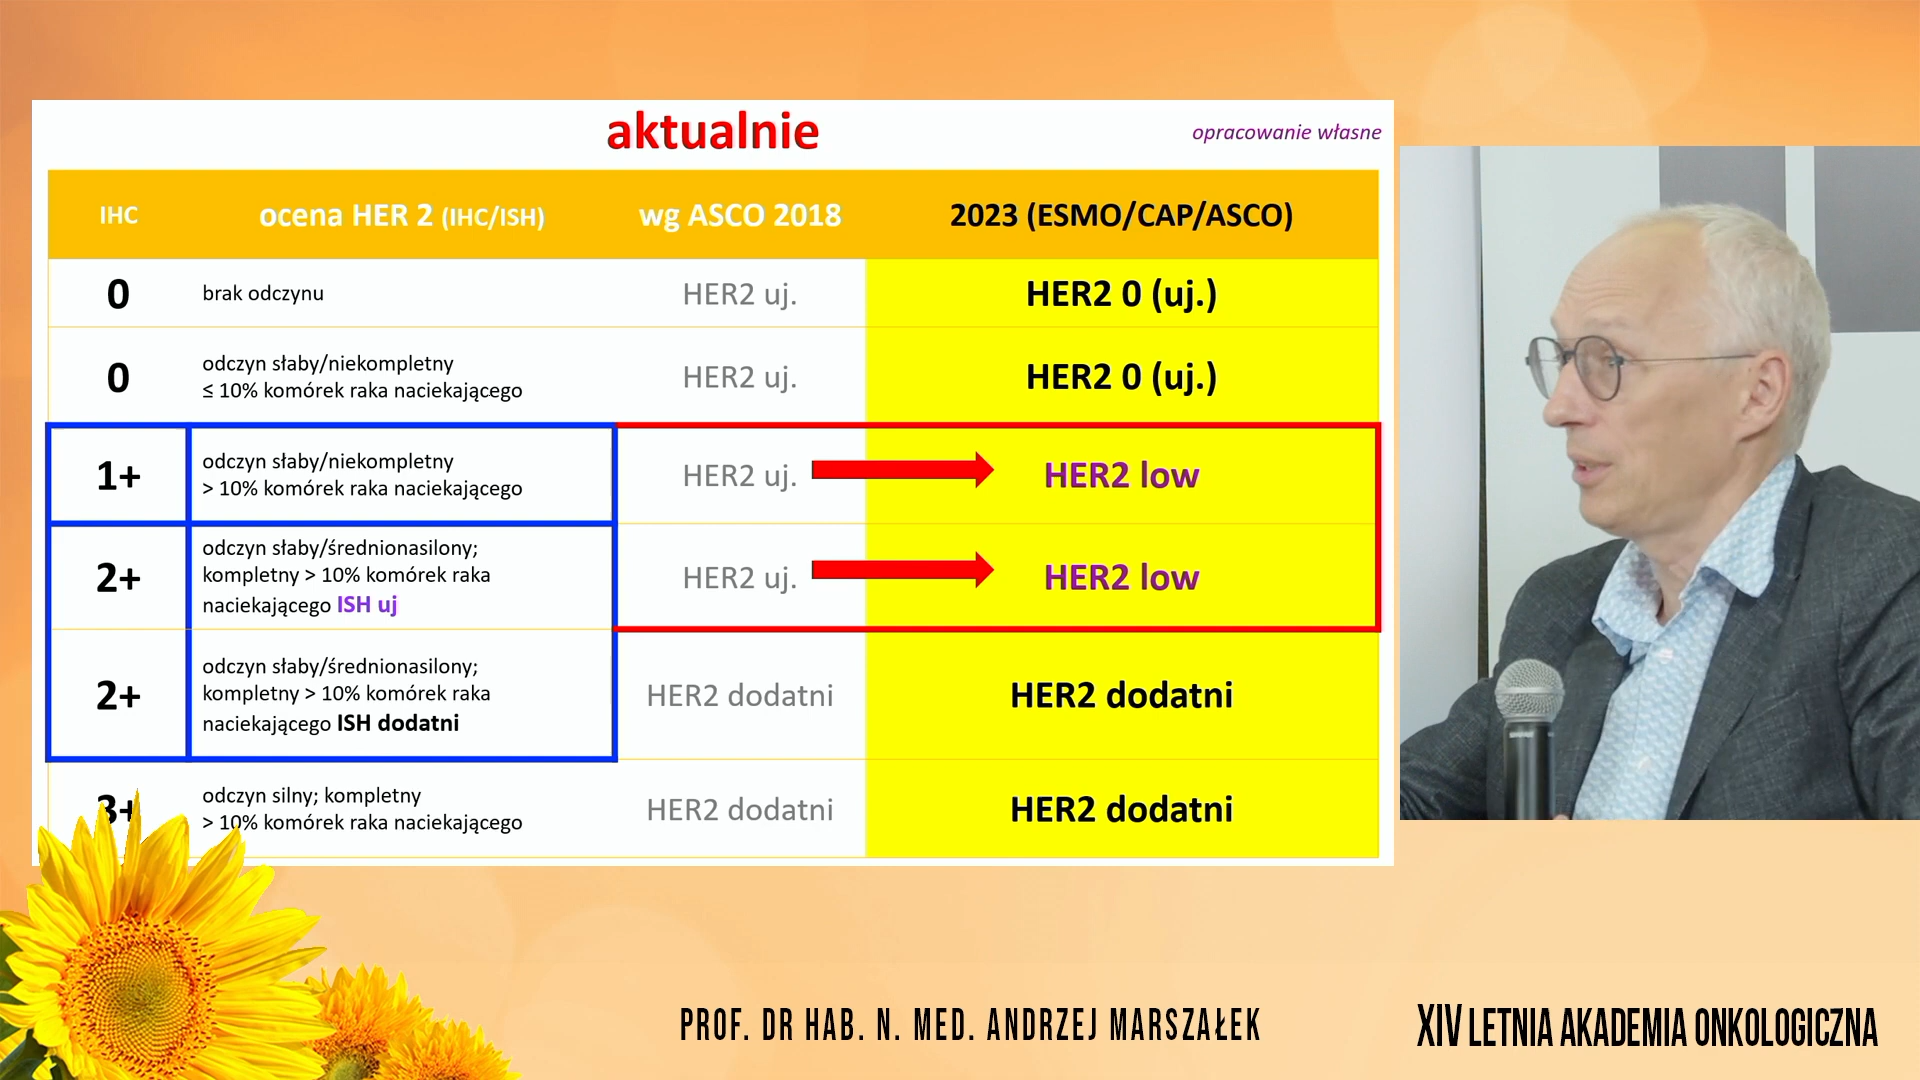 aktualnie
opracowanie własne
IHC
ocena HER 2 (IHC/ISH)
wg ASCO 2018
2023 (ESMO/CAP/ASCO)
0
brak odczynu
HER2 uj.
HER2 0 (uj.)
0
odczyn słaby/niekompletny
≤ 10% komórek raka naciekającego
HER2 uj.
HER2 0 (uj.)
1+
odczyn słaby/niekompletny
> 10% komórek raka naciekającego
HER2 uj.
HER2 low
2+
odczyn słaby/średnionasilony;
kompletny > 10% komórek raka
naciekającego ISH uj
HER2 uj.
HER2 low
2+
odczyn słaby/średnionasilony;
kompletny > 10% komórek raka
naciekającego ISH dodatni
HER2 dodatni
HER2 dodatni
3+
odczyn silny; kompletny
> 10% komórek raka naciekającego
HER2 dodatni
HER2 dodatni
PROF. DR HAB. N. MED. ANDRZEJ MARSZAŁEK
XIV LETNIA AKADEMIA ONKOLOGICZNA